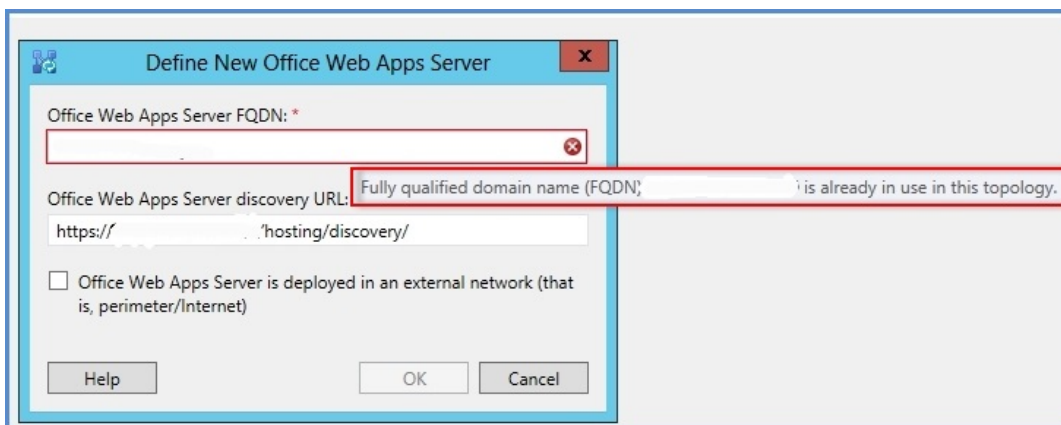 Define New Office Web Apps Server
x
Office Web Apps Server FQDN: *
Fully qualified domain name (FQDN) is already in use in this topology.
Office Web Apps Server discovery URL:
https:// /hosting/discovery/
Office Web Apps Server is deployed in an external network (that
is, perimeter/Internet)
Help
OK
Cancel